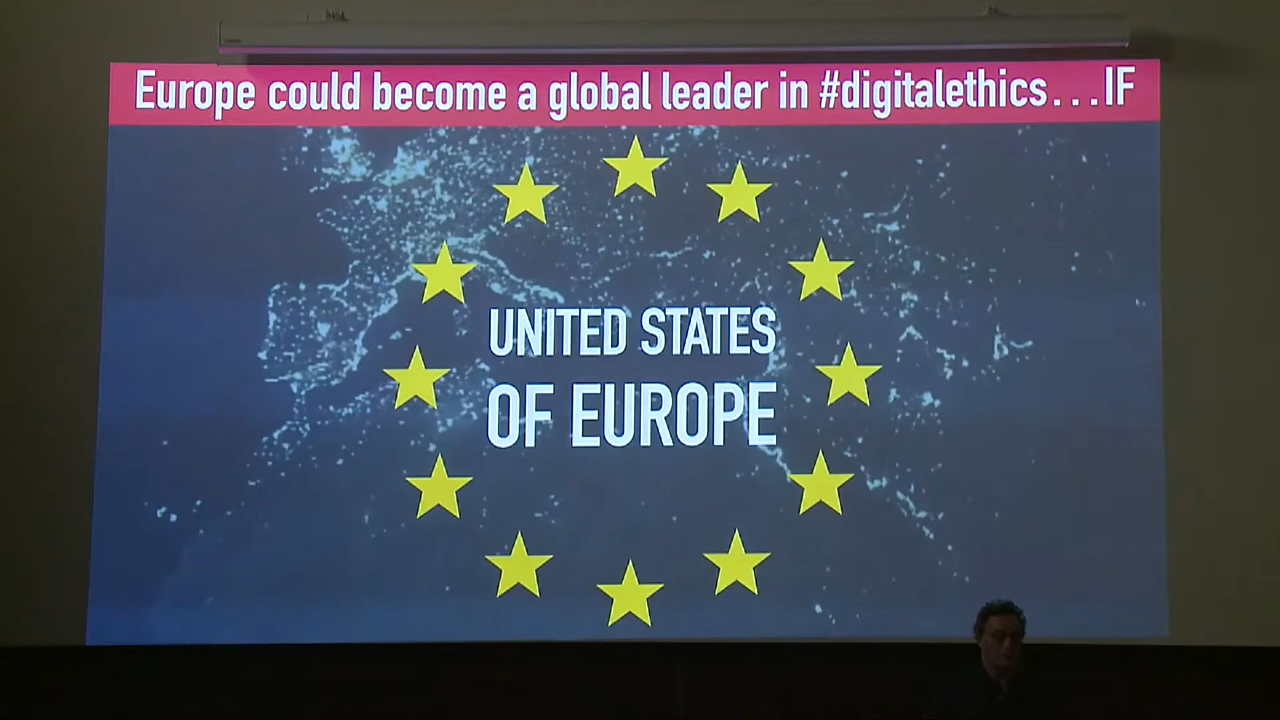 Europe could become a global leader in #digitalethics...IF
UNITED STATES
OF EUROPE